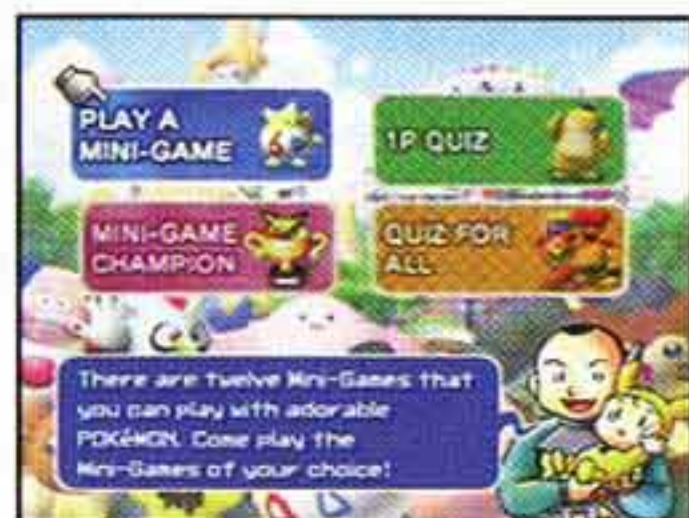 PLAY A
MINI-GAME
1P QUIZ
MINI-GAME
CHAMPION
QUIZ FOR
ALL
There are twelve Mini-Games that
you can play with adorable
POKéMON. Come play the
Mini-Games of your choice!